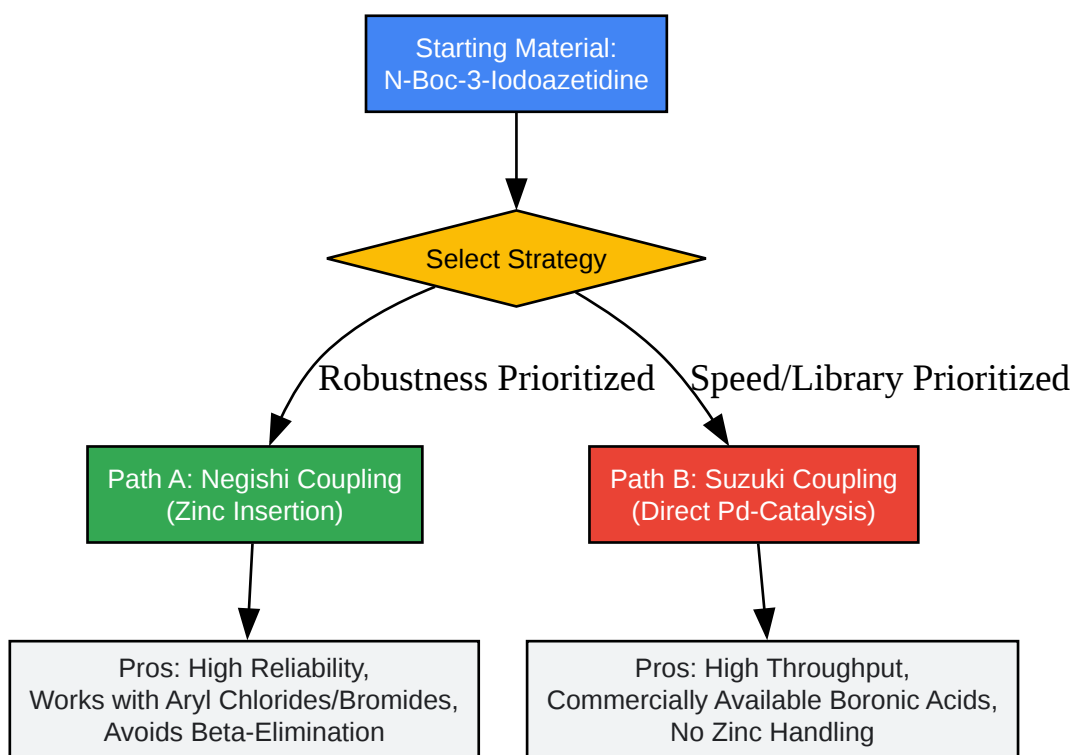 Starting Material:
N-Boc-3-Iodoazetidine
Select Strategy
Robustness Prioritized
Speed/Library Prioritized
Path A: Negishi Coupling
(Zinc Insertion)
Path B: Suzuki Coupling
(Direct Pd-Catalysis)
Pros: High Reliability,
Works with Aryl Chlorides/Bromides,
Avoids Beta-Elimination
Pros: High Throughput,
Commercially Available Boronic Acids,
No Zinc Handling